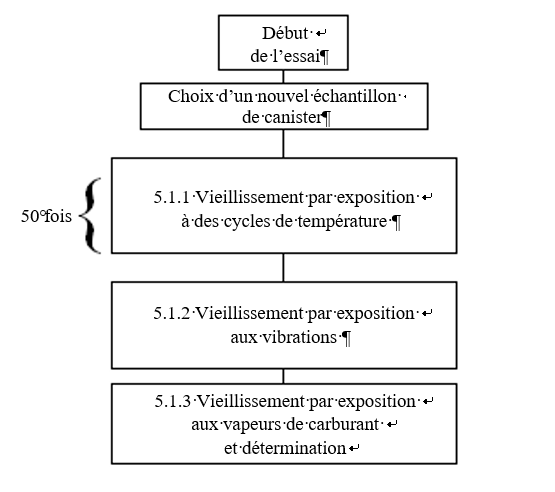 Début
de l'essai
Choix d'un nouvel échantillon
de canister
5.1.1 Vieillissement par exposition
à des cycles de température
50 fois
5.1.2 Vieillissement par exposition
aux vibrations
5.1.3 Vieillissement par exposition
aux vapeurs de carburant
et détermination